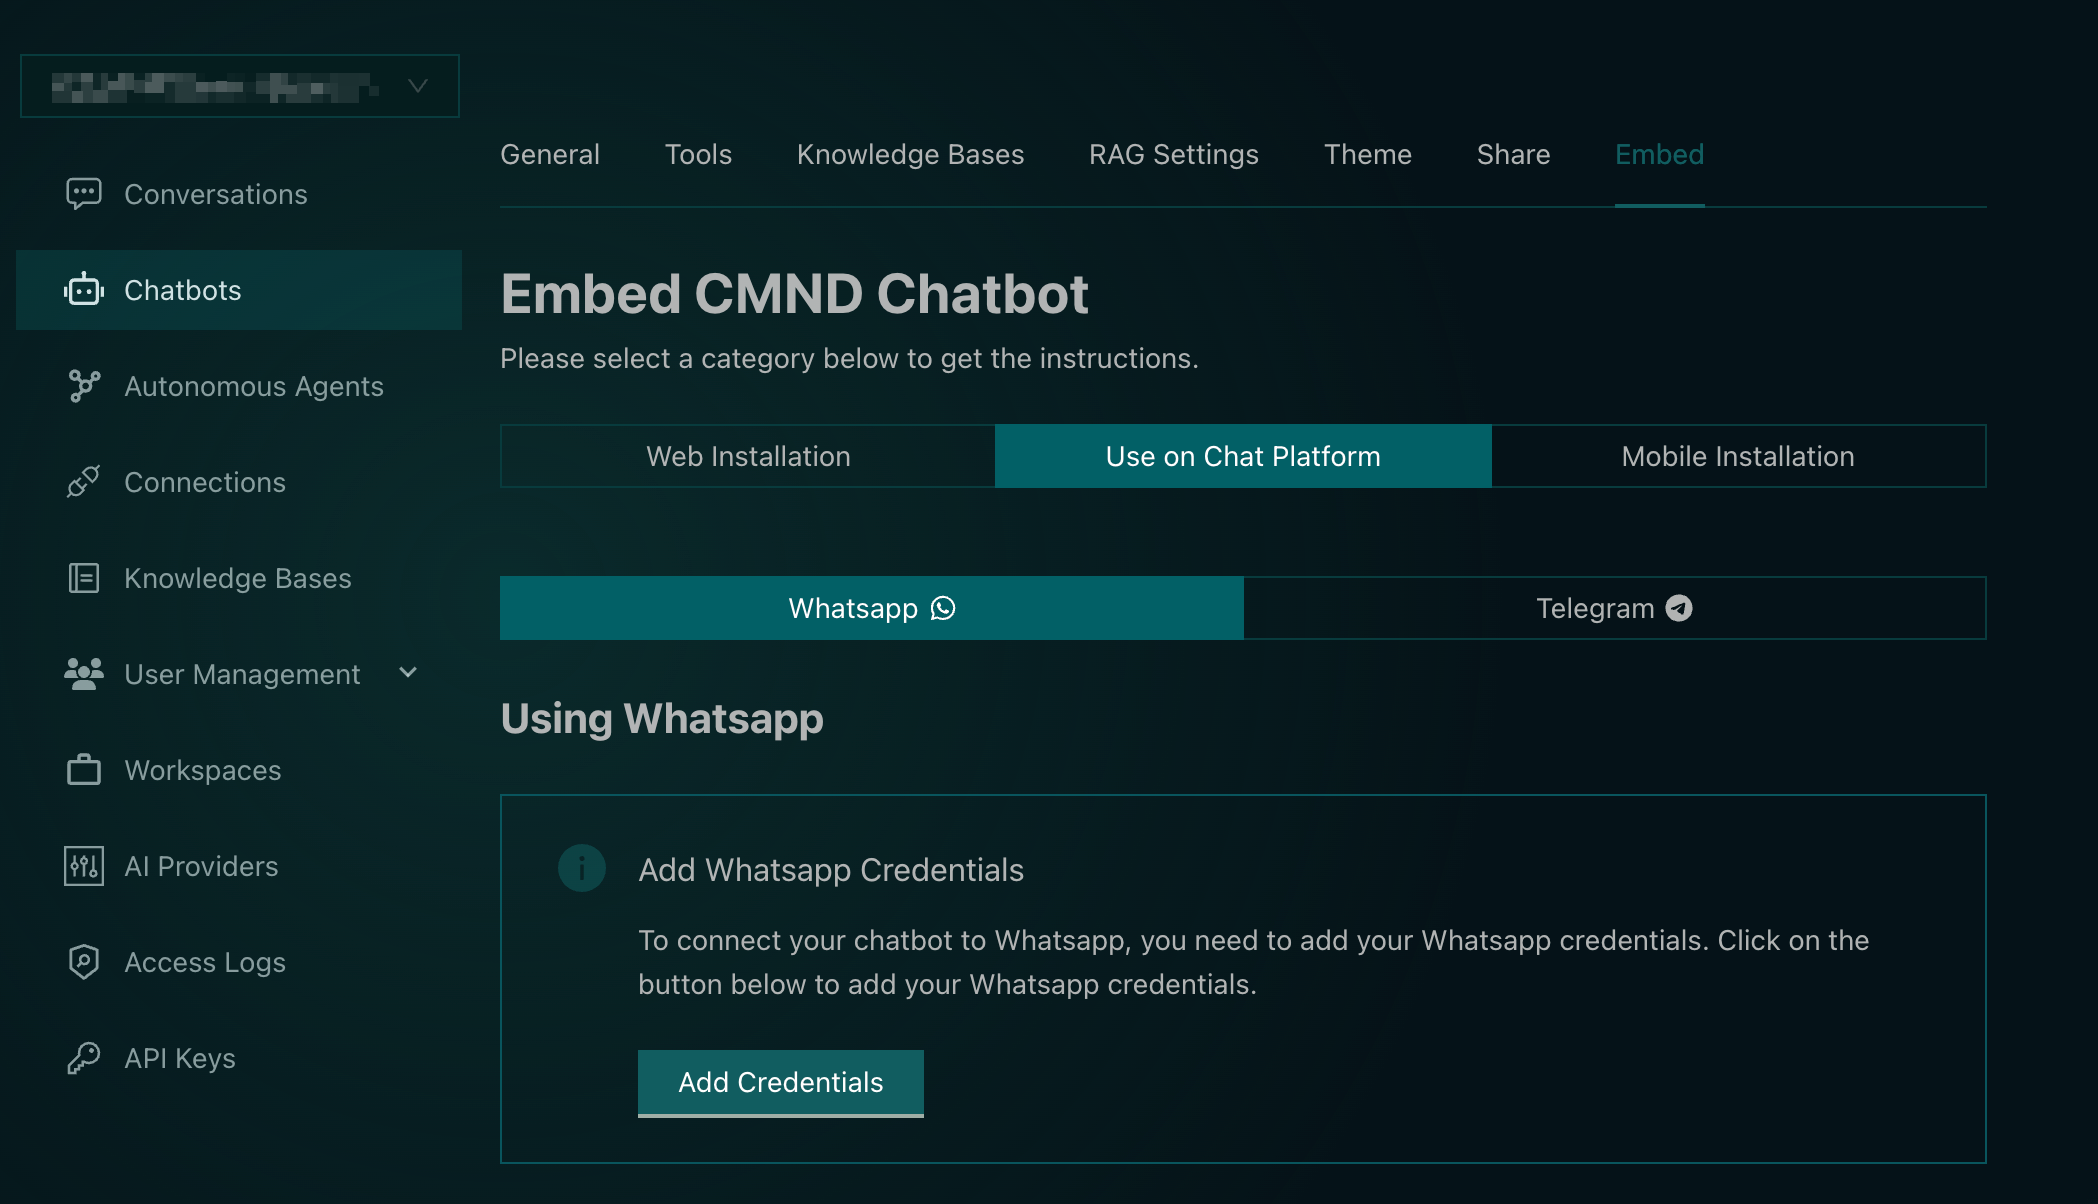 Conversations
Chatbots
Autonomous Agents
Connections
Knowledge Bases
User Management
Workspaces
AI Providers
Access Logs
API Keys
General Tools Knowledge Bases RAG Settings Theme Share Embed
Embed CMND Chatbot
Please select a category below to get the instructions.
Web Installation Use on Chat Platform Mobile Installation
Whatsapp Telegram
Using Whatsapp
Add Whatsapp Credentials
To connect your chatbot to Whatsapp, you need to add your Whatsapp credentials. Click on the
button below to add your Whatsapp credentials.
Add Credentials